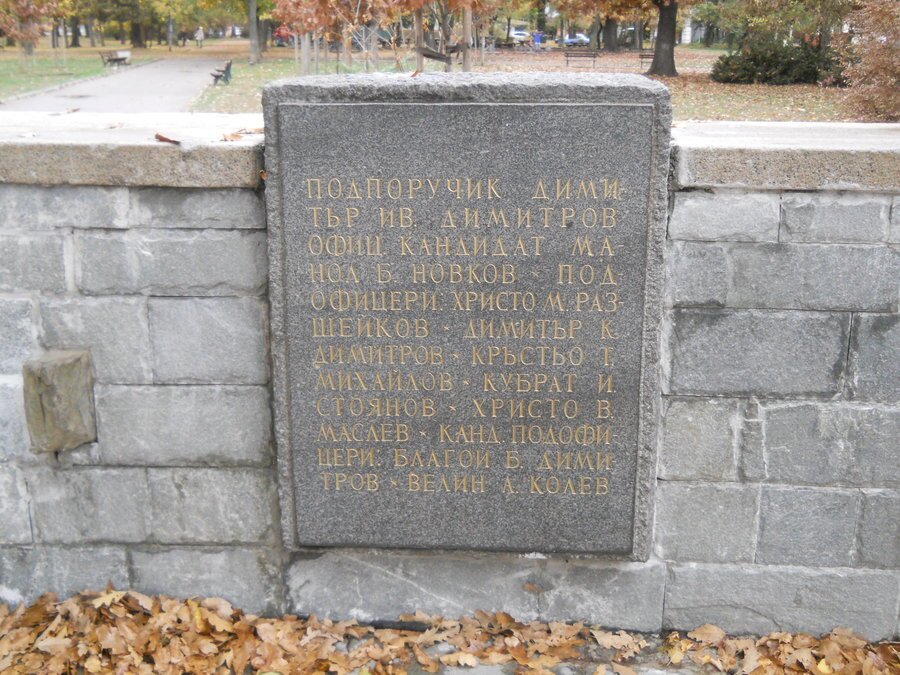 ПОДПОРУЧИК ДИМИ-
ТЪР ИВ. ДИМИТРОВ
ОФИЦ. КАНДИДАТ МА-
НОЛ Б. НОВКОВ * ПОД-
ОФИЦЕРИ: ХРИСТО М. РАЗ-
ШЕЙКОВ * ДИМИТЪР К.
ДИМИТРОВ * КРЪСТЬО Т.
МИХАЙЛОВ * КУБРАТ И.
СТОЯНОВ * ХРИСТО В.
МАСЛЕВ * КАНД. ПОДОФИ-
ЦЕРИ: БЛАГОИ Б. ДИМИ-
ТРОВ * ВЕЛИН Д. КОЛЕВ